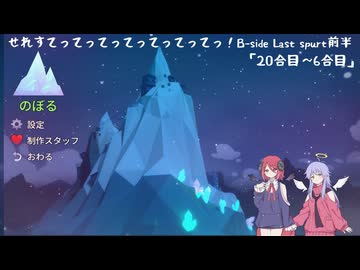 せれすてってってってってってってっ！B-side Last spurt前半
「20合目～6合目」
のぼる
設定
制作スタッフ
おわる